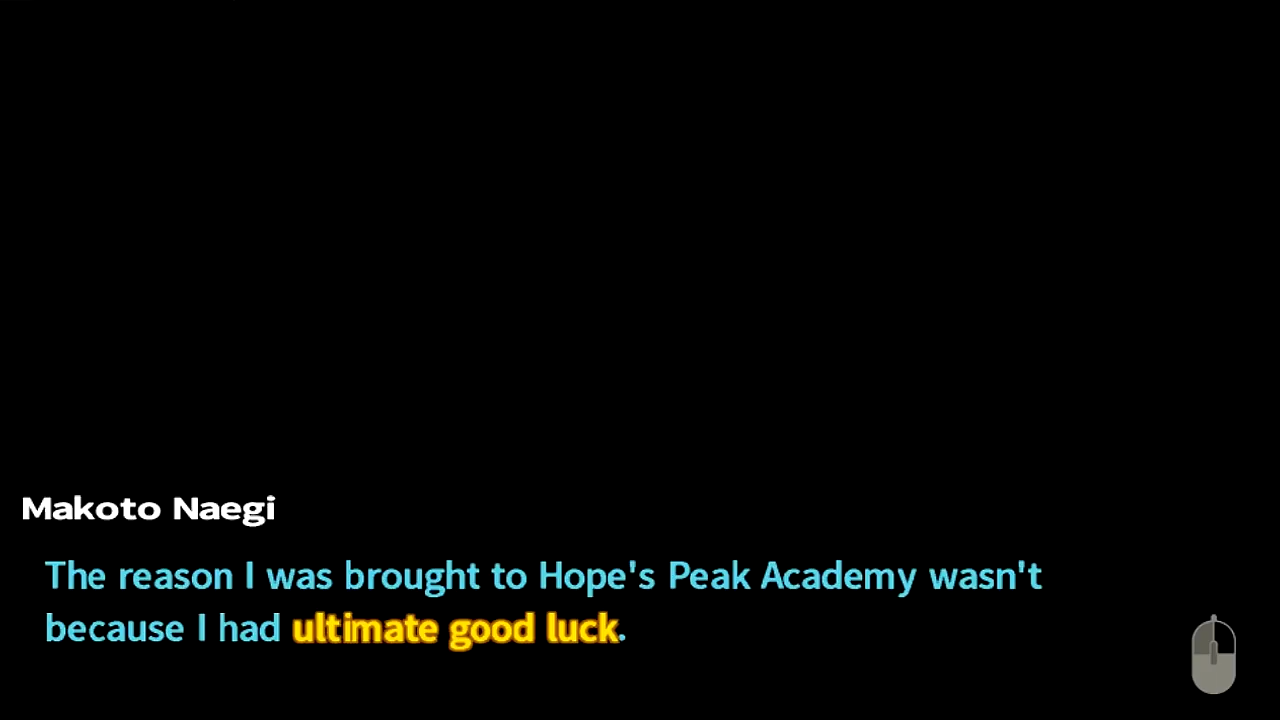 Makoto Naegi
The reason I was brought to Hope's Peak Academy wasn't
because I had ultimate good luck.